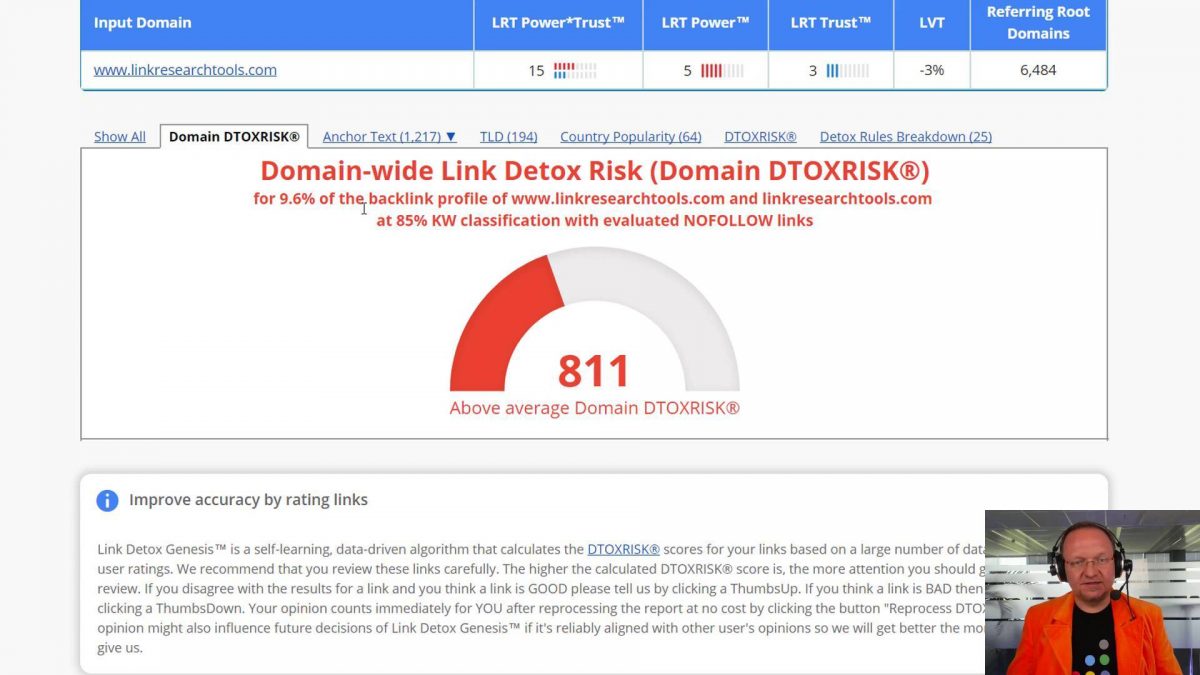 Input Domain LRT Power*Trust™ LRT Power™ LRT Trust™ LVT Referring Root Domains
www.linkresearchtools.com 15 5 3 -3% 6,484
Show All Domain DTOXRISK® Anchor Text (1,217) ▼ TLD (194) Country Popularity (64) DTOXRISK® Detox Rules Breakdown (25)
Domain-wide Link Detox Risk (Domain DTOXRISK®)
for 9.6% of the backlink profile of www.linkresearchtools.com and linkresearchtools.com
at 85% KW classification with evaluated NOFOLLOW links
811
Above average Domain DTOXRISK®
Improve accuracy by rating links
Link Detox Genesis™ is a self-learning, data-driven algorithm that calculates the DTOXRISK® scores for your links based on a large number of
user ratings. We recommend that you review these links carefully. The higher the calculated DTOXRISK® score is, the more attention you should
review. If you disagree with the results for a link and you think a link is GOOD please tell us by clicking a ThumbsUp. If you think a link is BAD then
clicking a ThumbsDown. Your opinion counts immediately for YOU after reprocessing the report at no cost by clicking the button "Reprocess
opinion might also influence future decisions of Link Detox Genesis™ if it's reliably aligned with other user's opinions so we will get better the
give us.